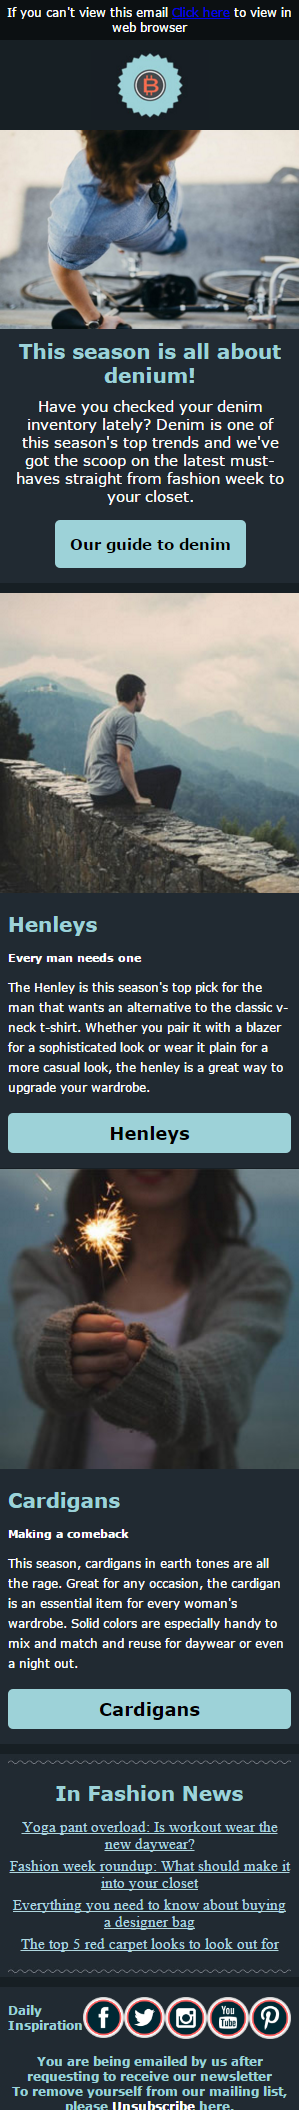 If you can't view this email Click here to view in
web browser
B
This season is all about
denium!
Have you checked your denim
inventory lately? Denim is one of
this season's top trends and we've
got the scoop on the latest must-
haves straight from fashion week to
your closet.
Our guide to denim
Henleys
Every man needs one
The Henley is this season's top pick for the
man that wants an alternative to the classic v-
neck t-shirt. Whether you pair it with a blazer
for a sophisticated look or wear it plain for a
more casual look, the henley is a great way to
upgrade your wardrobe.
Henleys
Cardigans
Making a comeback
This season, cardigans in earth tones are all
the rage. Great for any occasion, the cardigan
is an essential item for every woman's
wardrobe. Solid colors are especially handy to
mix and match and reuse for daywear or even
a night out.
Cardigans
In Fashion News
Yoga pant overload: Is workout wear the
new daywear?
Fashion week roundup: What should make it
into your closet
Everything you need to know about buying
a designer bag
The top 5 red carpet looks to look out for
Daily
Inspiration
You
Tube
You are being emailed by us after
requesting to receive our newsletter
To remove yourself from our mailing list,
please Unsubscribe here.